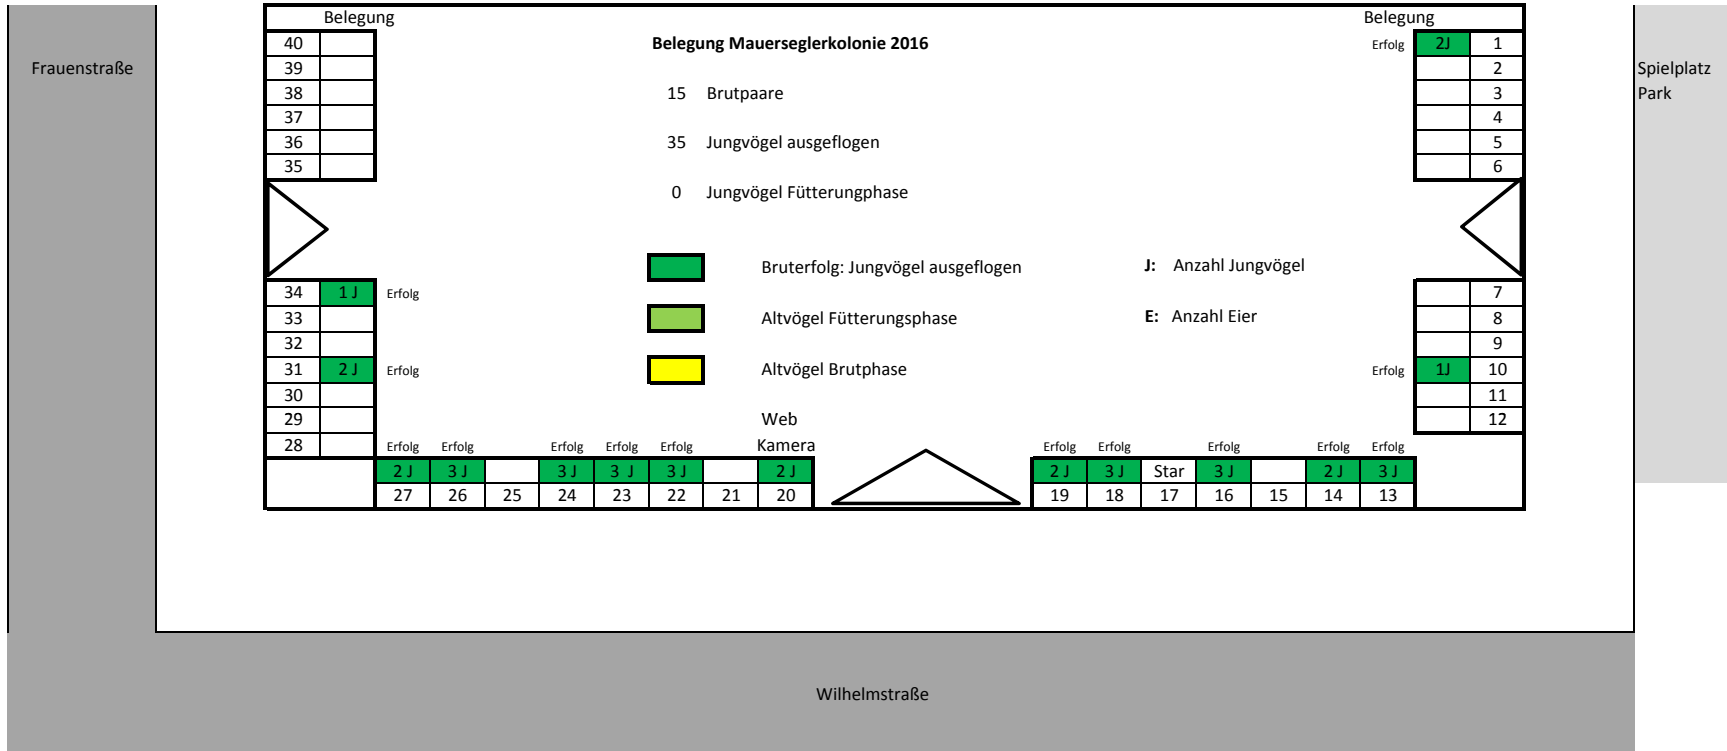 Belegung Belegung
40 Belegung Mauerseglerkolonie 2016 Erfolg 2J 1
Frauenstraße 39 2 Spielplatz
38 15 Brutpaare 3 Park
37 4
36 35 Jungvögel ausgeflogen 5
35 6
0 Jungvögel Fütterungphase
Bruterfolg: Jungvögel ausgeflogen J: Anzahl Jungvögel
34 1 J Erfolg 7
33 Altvögel Fütterungsphase E: Anzahl Eier 8
32 9
31 2 J Erfolg Altvögel Brutphase Erfolg 1J 10
30 11
29 Web 12
28 Erfolg Erfolg Erfolg Erfolg Erfolg Kamera Erfolg Erfolg Erfolg Erfolg Erfolg
2 J 3 J 3 J 3 J 3 J 2 J 2 J 3 J Star 3 J 2 J 3 J
27 26 25 24 23 22 21 20 19 18 17 16 15 14 13
Wilhelmstraße